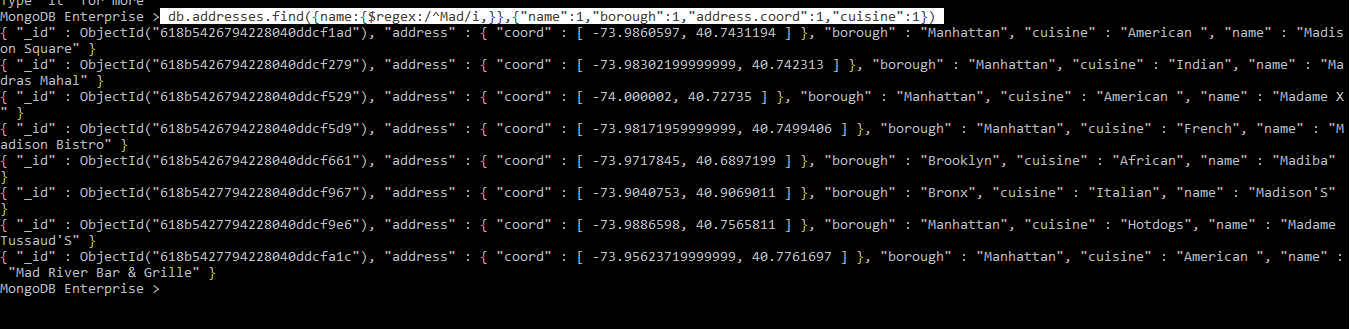 Type "it" for more
MongoDB Enterprise > db.addresses.find({name:{$regex:/^Mad/i,}},{"name":1,"borough":1,"address.coord":1,"cuisine":1})
{ "_id" : ObjectId("618b5426794228040ddcf1ad"), "address" : { "coord" : [ -73.9860597, 40.7431194 ] }, "borough" : "Manhattan", "cuisine" : "American ", "name" : "Madis
on Square" }
{ "_id" : ObjectId("618b5426794228040ddcf279"), "address" : { "coord" : [ -73.98302199999999, 40.742313 ] }, "borough" : "Manhattan", "cuisine" : "Indian", "name" : "Ma
dras Mahal" }
{ "_id" : ObjectId("618b5426794228040ddcf529"), "address" : { "coord" : [ -74.000002, 40.72735 ] }, "borough" : "Manhattan", "cuisine" : "American ", "name" : "Madame X
" }
{ "_id" : ObjectId("618b5426794228040ddcf5d9"), "address" : { "coord" : [ -73.98171959999999, 40.7499406 ] }, "borough" : "Manhattan", "cuisine" : "French", "name" : "M
adison Bistro" }
{ "_id" : ObjectId("618b5426794228040ddcf661"), "address" : { "coord" : [ -73.9717845, 40.6897199 ] }, "borough" : "Brooklyn", "cuisine" : "African", "name" : "Madiba"
}
{ "_id" : ObjectId("618b5427794228040ddcf967"), "address" : { "coord" : [ -73.9040753, 40.9069011 ] }, "borough" : "Bronx", "cuisine" : "Italian", "name" : "Madison'S"
}
{ "_id" : ObjectId("618b5427794228040ddcf9e6"), "address" : { "coord" : [ -73.9886598, 40.7565811 ] }, "borough" : "Manhattan", "cuisine" : "Hotdogs", "name" : "Madame
Tussaud'S" }
{ "_id" : ObjectId("618b5427794228040ddcfa1c"), "address" : { "coord" : [ -73.95623719999999, 40.7761697 ] }, "borough" : "Manhattan", "cuisine" : "American ", "name" :
"Mad River Bar & Grille" }
MongoDB Enterprise >